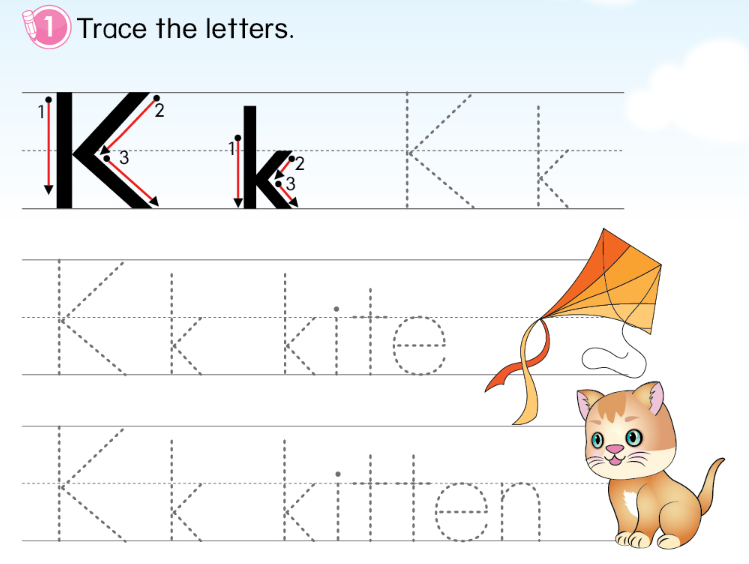 1 Trace the letters.
K 1 2 3 k 1 2 3 K k
K k kite
K k kitten